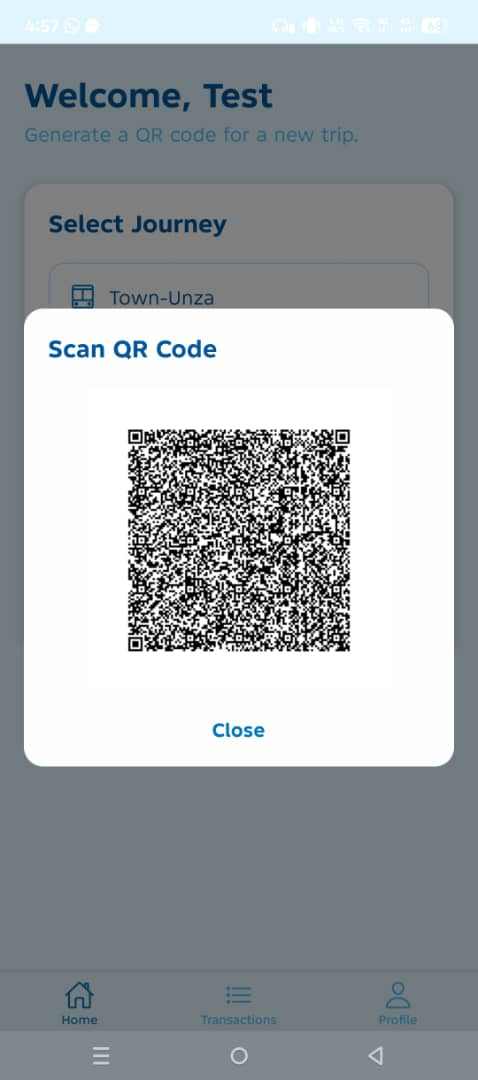 4:57
Welcome, Test
Generate a QR code for a new trip.
Select Journey
Town-Unza
Scan QR Code
Close
Home
Transactions
Profile